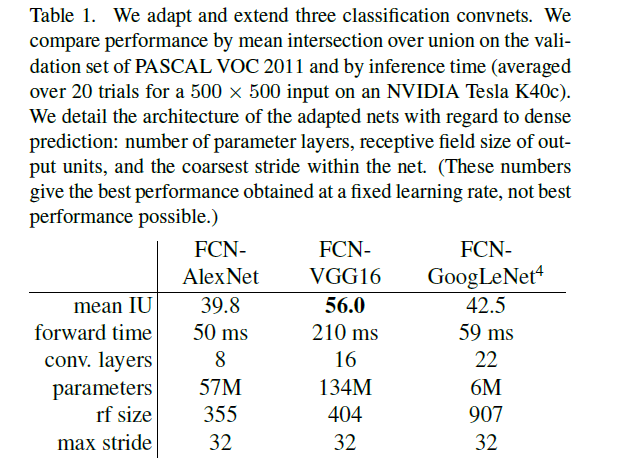 Table 1. We adapt and extend three classification convnets. We
compare performance by mean intersection over union on the vali-
dation set of PASCAL VOC 2011 and by inference time (averaged
over 20 trials for a 500 × 500 input on an NVIDIA Tesla K40c).
We detail the architecture of the adapted nets with regard to dense
prediction: number of parameter layers, receptive field size of out-
put units, and the coarsest stride within the net. (These numbers
give the best performance obtained at a fixed learning rate, not best
performance possible.)
FCN- FCN- FCN-
AlexNet VGG16 GoogLeNet⁴
mean IU 39.8 56.0 42.5
forward time 50 ms 210 ms 59 ms
conv. layers 8 16 22
parameters 57M 134M 6M
rf size 355 404 907
max stride 32 32 32